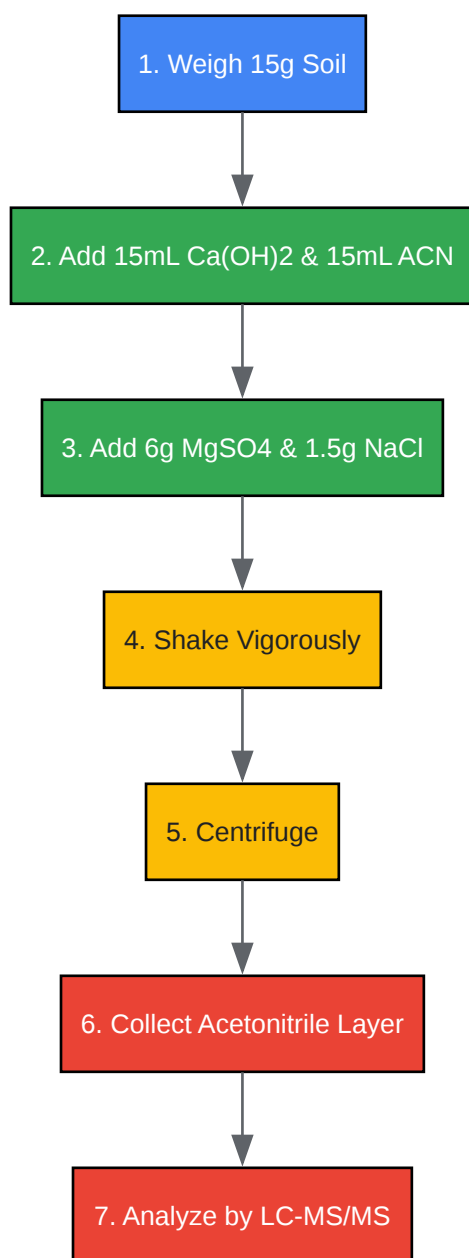 1. Weigh 15g Soil
2. Add 15mL Ca(OH)2 & 15mL ACN
3. Add 6g MgSO4 & 1.5g NaCl
4. Shake Vigorously
5. Centrifuge
6. Collect Acetonitrile Layer
7. Analyze by LC-MS/MS